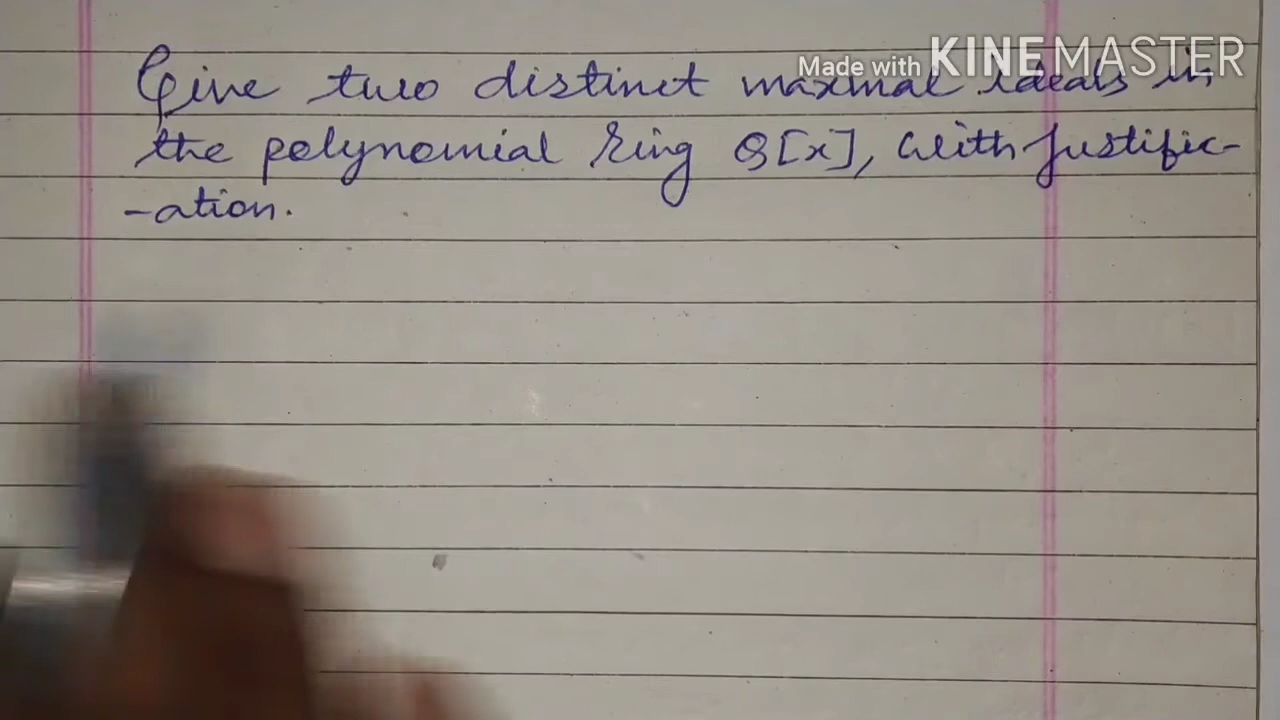 Made with KINEMASTER
Give two distinct maximal ideals in
the polynomial ring Q[x], with justific-
-ation.